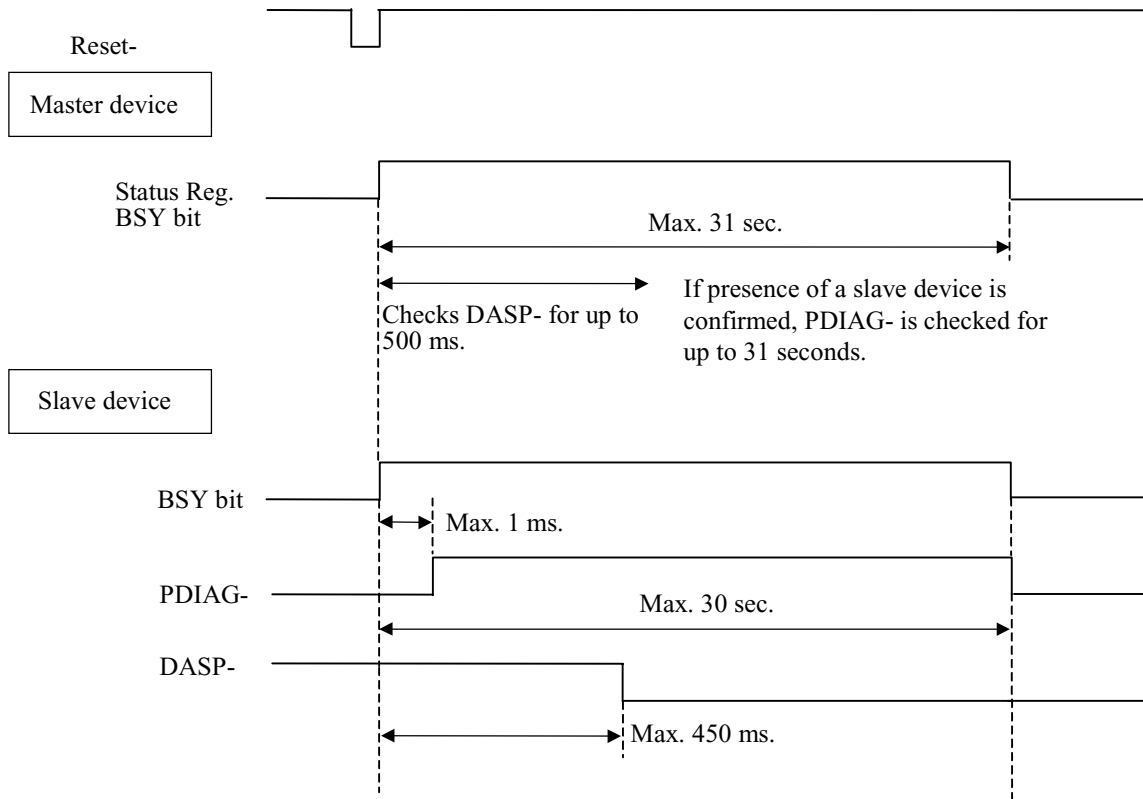 Reset-
Master device
Status Reg.
BSY bit
Max. 31 sec.
Checks DASP- for up to
500 ms.
If presence of a slave device is
confirmed, PDIAG- is checked for
up to 31 seconds.
Slave device
BSY bit
Max. 1 ms.
PDIAG-
Max. 30 sec.
DASP-
Max. 450 ms.